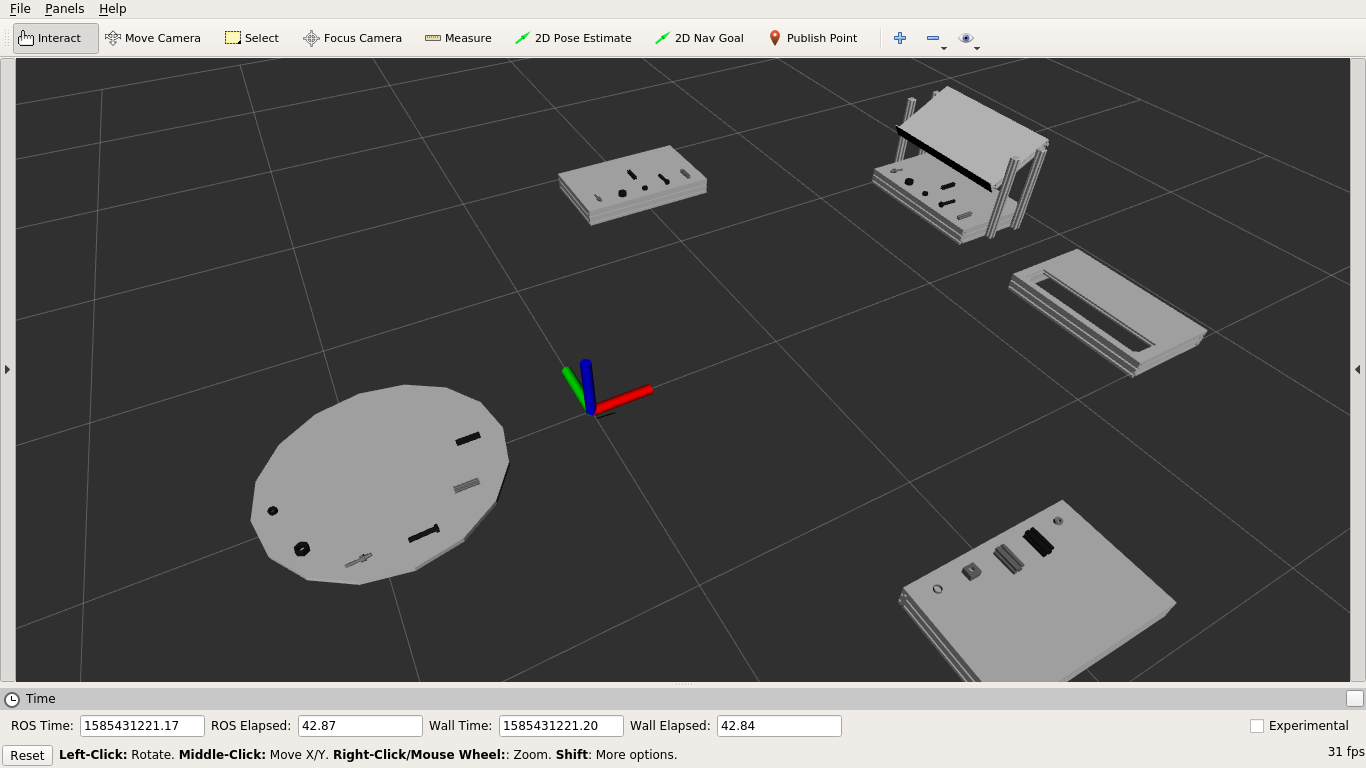 File Panels Help
Interact Move Camera Select Focus Camera Measure 2D Pose Estimate 2D Nav Goal Publish Point
Time
ROS Time: 1585431221.17 ROS Elapsed: 42.87 Wall Time: 1585431221.20 Wall Elapsed: 42.84 Experimental
Reset Left-Click: Rotate. Middle-Click: Move X/Y. Right-Click/Mouse Wheel:: Zoom. Shift: More options. 31 fps